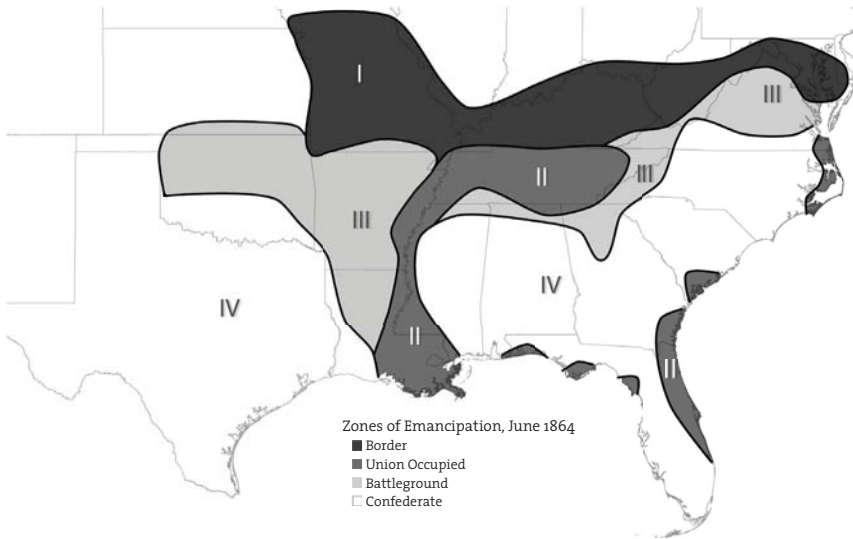 I
III
II
III
III
IV
IV
II
II
Zones of Emancipation, June 1864
Border
Union Occupied
Battleground
Confederate